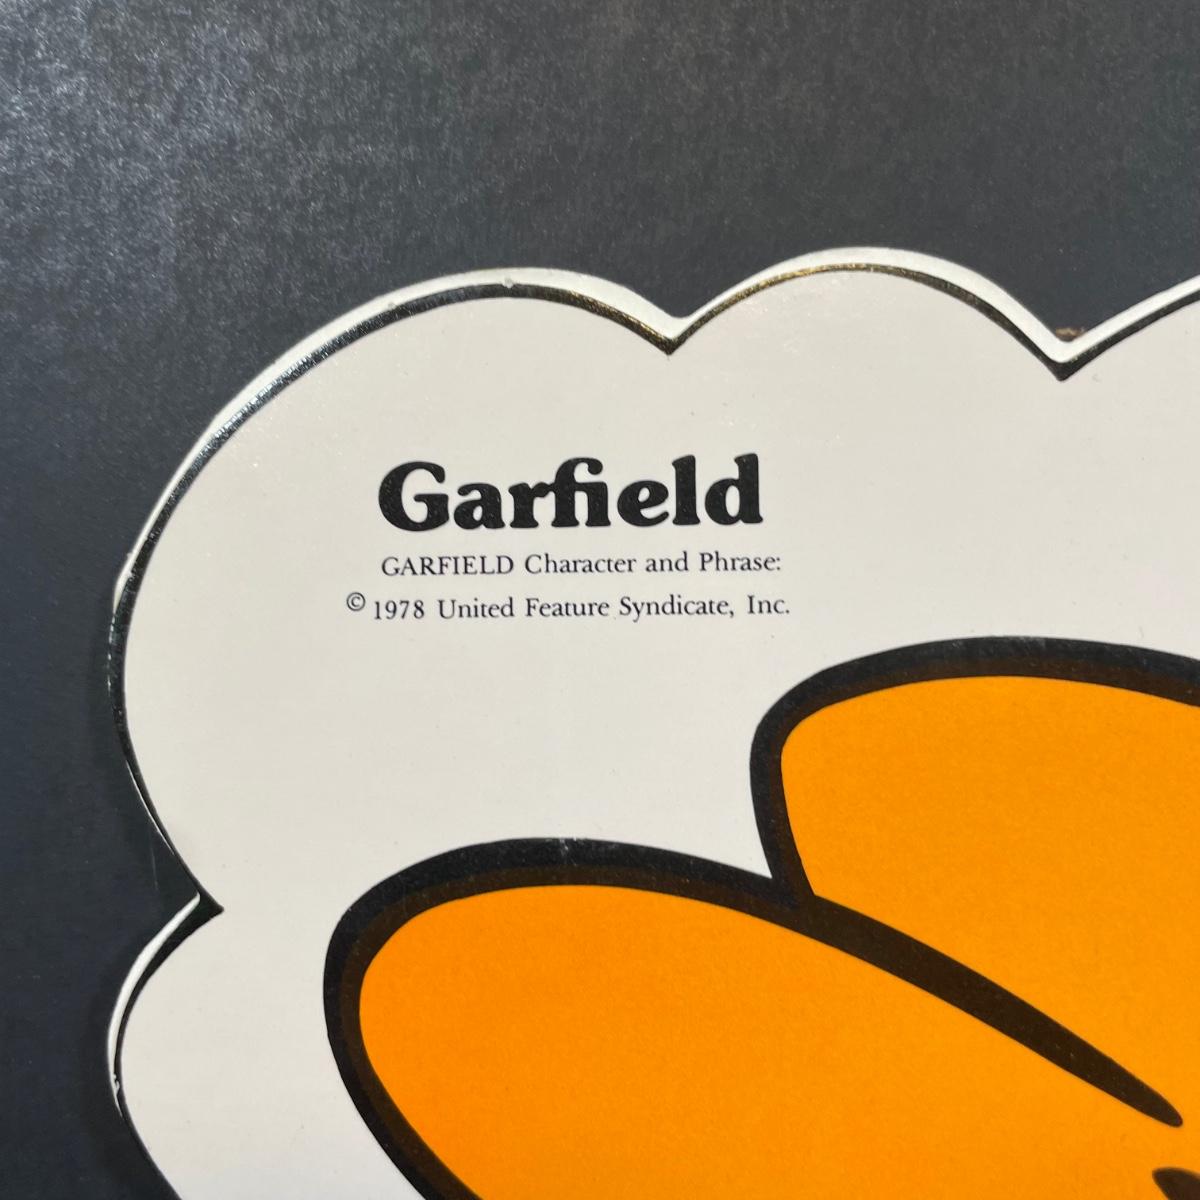 Garfield
GARFIELD Character and Phrase:
© 1978 United Feature Syndicate, Inc.